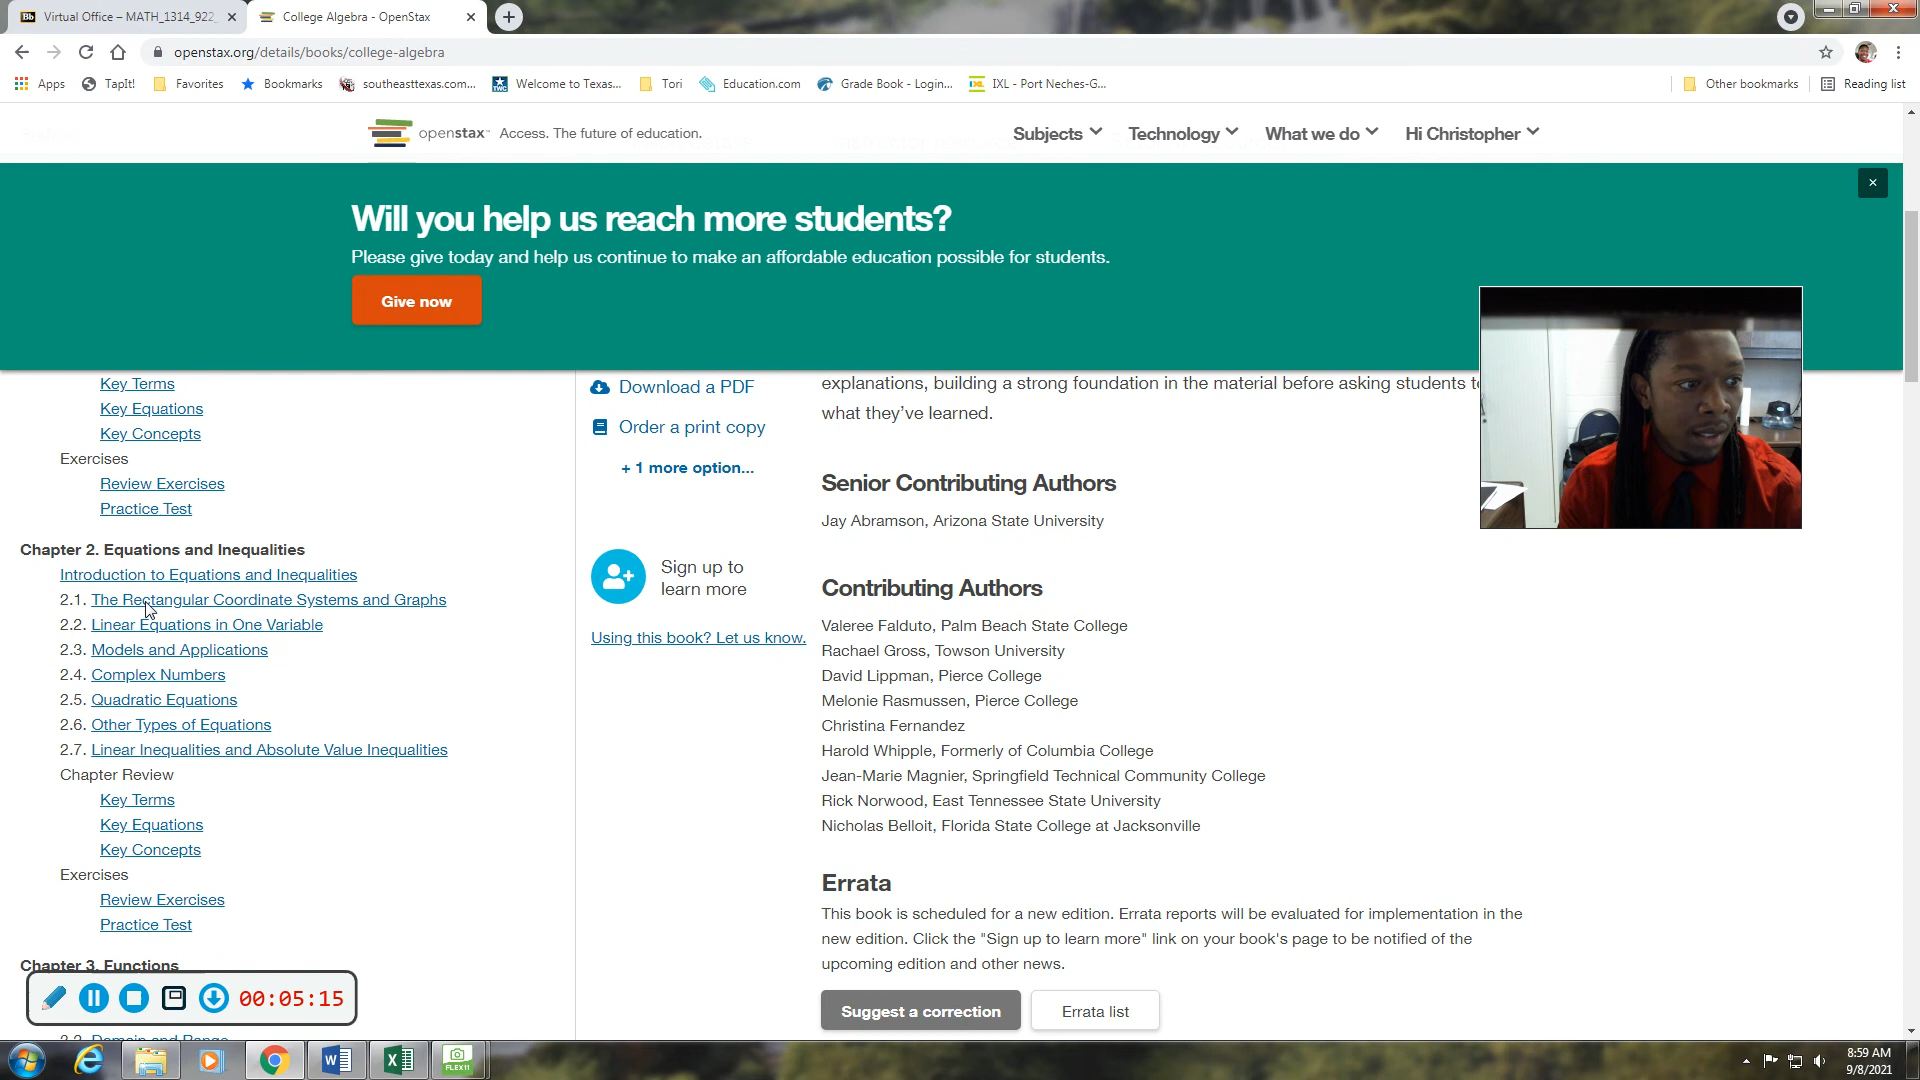 Virtual Office – MATH_1314_922_
College Algebra - OpenStax
openstax.org/details/books/college-algebra
Apps
TapIt!
Favorites
Bookmarks
southeasttexas.com...
Welcome to Texas...
Tori
Education.com
Grade Book - Login...
IXL - Port Neches-G...
Other bookmarks
Reading list
openstax™ Access. The future of education.
Subjects
Technology
What we do
Hi Christopher
Will you help us reach more students?
Please give today and help us continue to make an affordable education possible for students.
Give now
Key Terms
Key Equations
Key Concepts
Exercises
Review Exercises
Practice Test
Chapter 2. Equations and Inequalities
Introduction to Equations and Inequalities
2.1. The Rectangular Coordinate Systems and Graphs
2.2. Linear Equations in One Variable
2.3. Models and Applications
2.4. Complex Numbers
2.5. Quadratic Equations
2.6. Other Types of Equations
2.7. Linear Inequalities and Absolute Value Inequalities
Chapter Review
Key Terms
Key Equations
Key Concepts
Exercises
Review Exercises
Practice Test
Chapter 3. Functions
Download a PDF
Order a print copy
+ 1 more option...
Sign up to
learn more
Using this book? Let us know.
explanations, building a strong foundation in the material before asking students to
what they've learned.
Senior Contributing Authors
Jay Abramson, Arizona State University
Contributing Authors
Valeree Falduto, Palm Beach State College
Rachael Gross, Towson University
David Lippman, Pierce College
Melonie Rasmussen, Pierce College
Christina Fernandez
Harold Whipple, Formerly of Columbia College
Jean-Marie Magnier, Springfield Technical Community College
Rick Norwood, East Tennessee State University
Nicholas Belloit, Florida State College at Jacksonville
Errata
This book is scheduled for a new edition. Errata reports will be evaluated for implementation in the
new edition. Click the "Sign up to learn more" link on your book's page to be notified of the
upcoming edition and other news.
Suggest a correction
Errata list
00:05:15
FLEX11
8:59 AM
9/8/2021